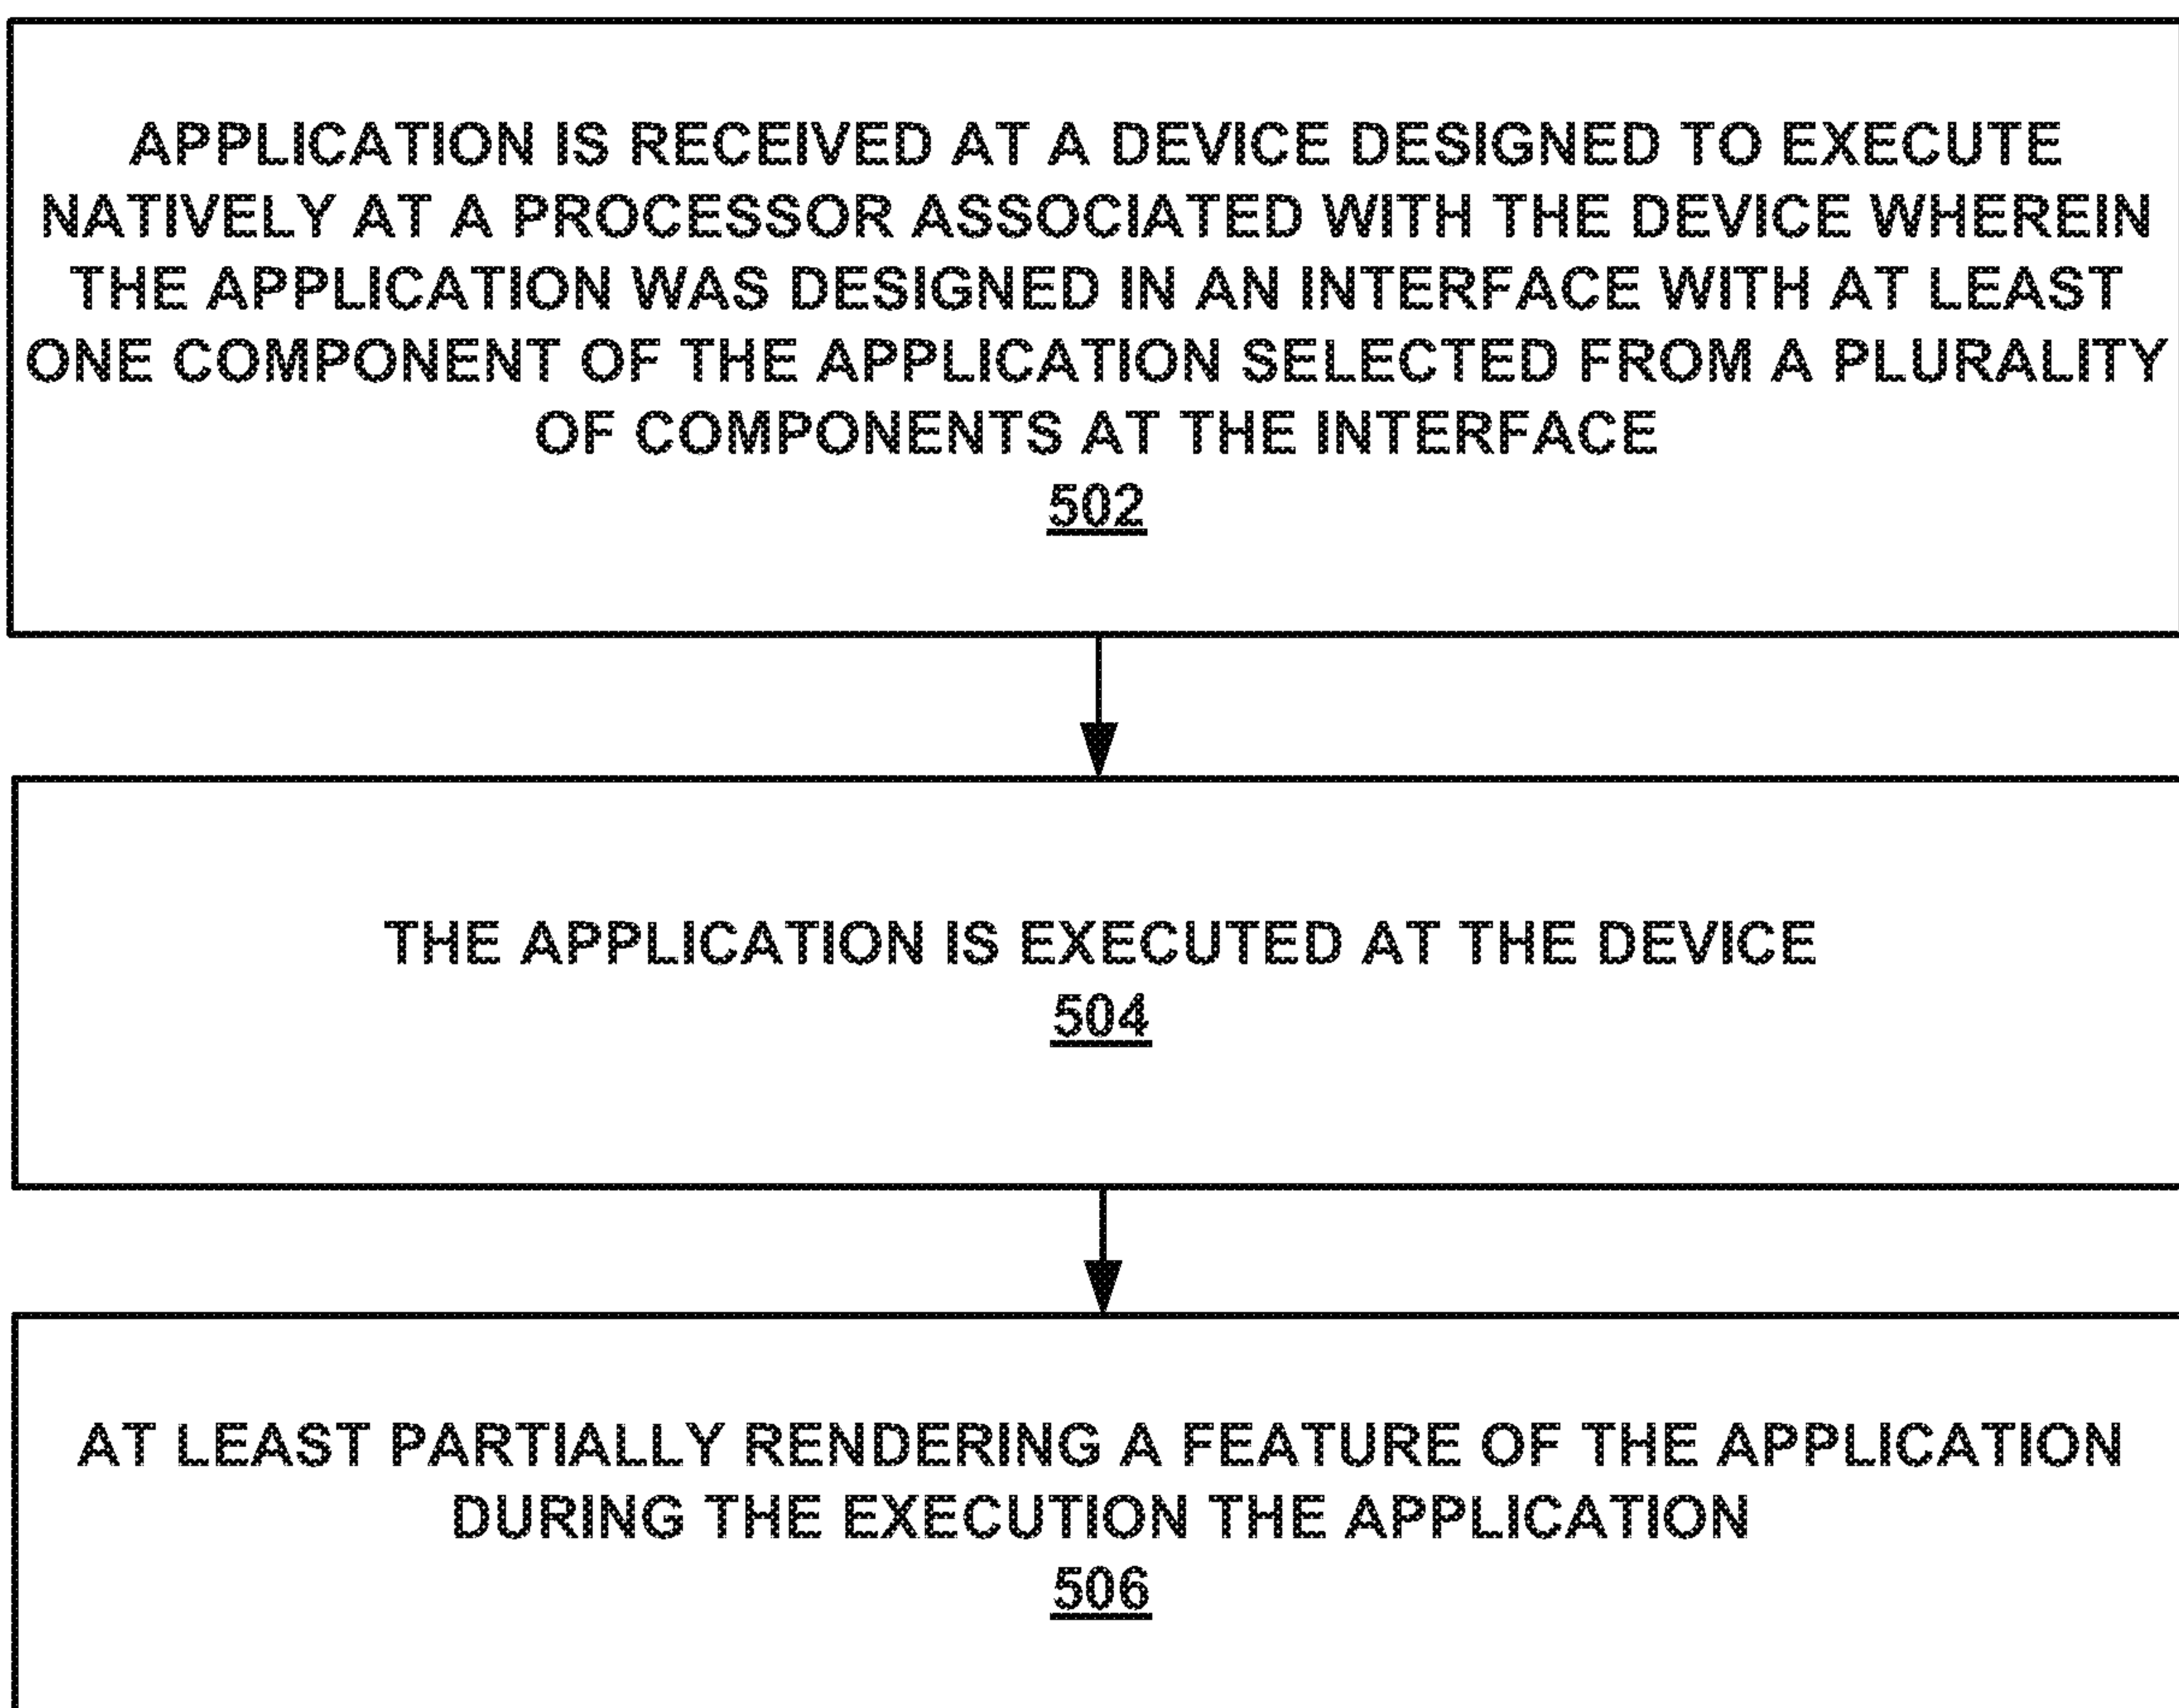 APPLICATION IS RECEIVED AT A DEVICE DESIGNED TO EXECUTE
NATIVELY AT A PROCESSOR ASSOCIATED WITH THE DEVICE WHEREIN
THE APPLICATION WAS DESIGNED IN AN INTERFACE WITH AT LEAST
ONE COMPONENT OF THE APPLICATION SELECTED FROM A PLURALITY
OF COMPONENTS AT THE INTERFACE
502
THE APPLICATION IS EXECUTED AT THE DEVICE
504
AT LEAST PARTIALLY RENDERING A FEATURE OF THE APPLICATION
DURING THE EXECUTION THE APPLICATION
506